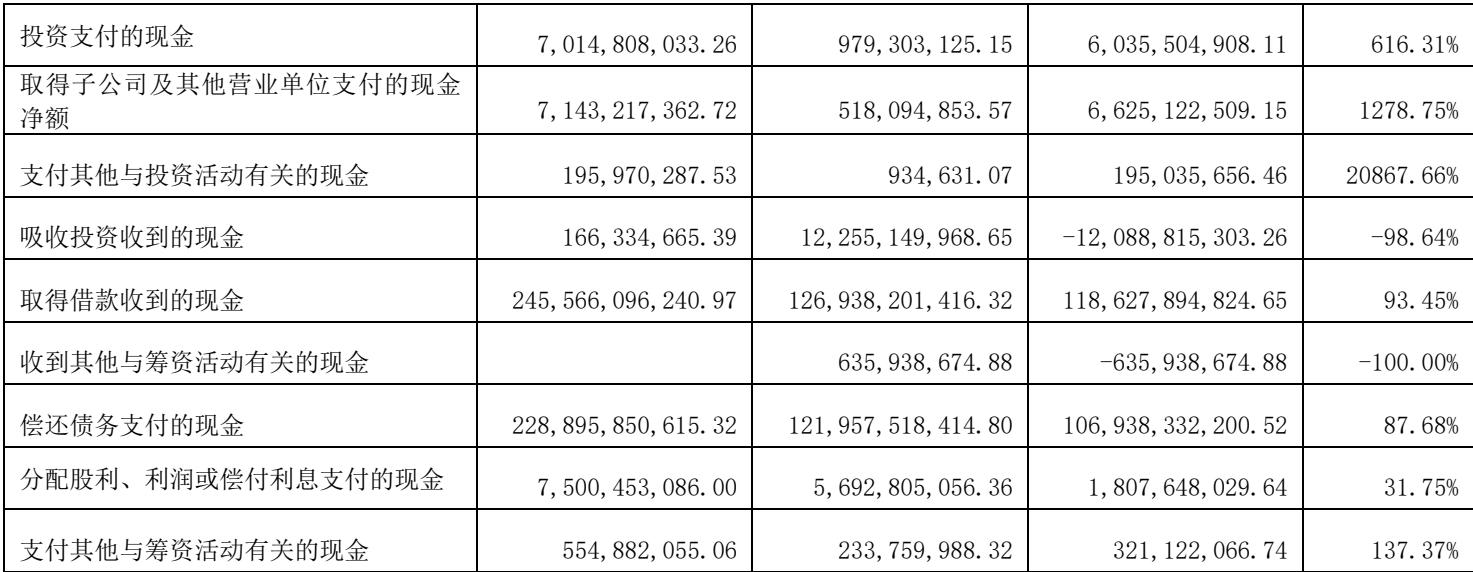 投资支付的现金 7,014,808,033.26 979,303,125.15 6,035,504,908.11 616.31%
取得子公司及其他营业单位支付的现金
净额 7,143,217,362.72 518,094,853.57 6,625,122,509.15 1278.75%
支付其他与投资活动有关的现金 195,970,287.53 934,631.07 195,035,656.46 20867.66%
吸收投资收到的现金 166,334,665.39 12,255,149,968.65 -12,088,815,303.26 -98.64%
取得借款收到的现金 245,566,096,240.97 126,938,201,416.32 118,627,894,824.65 93.45%
收到其他与筹资活动有关的现金 635,938,674.88 -635,938,674.88 -100.00%
偿还债务支付的现金 228,895,850,615.32 121,957,518,414.80 106,938,332,200.52 87.68%
分配股利、利润或偿付利息支付的现金 7,500,453,086.00 5,692,805,056.36 1,807,648,029.64 31.75%
支付其他与筹资活动有关的现金 554,882,055.06 233,759,988.32 321,122,066.74 137.37%